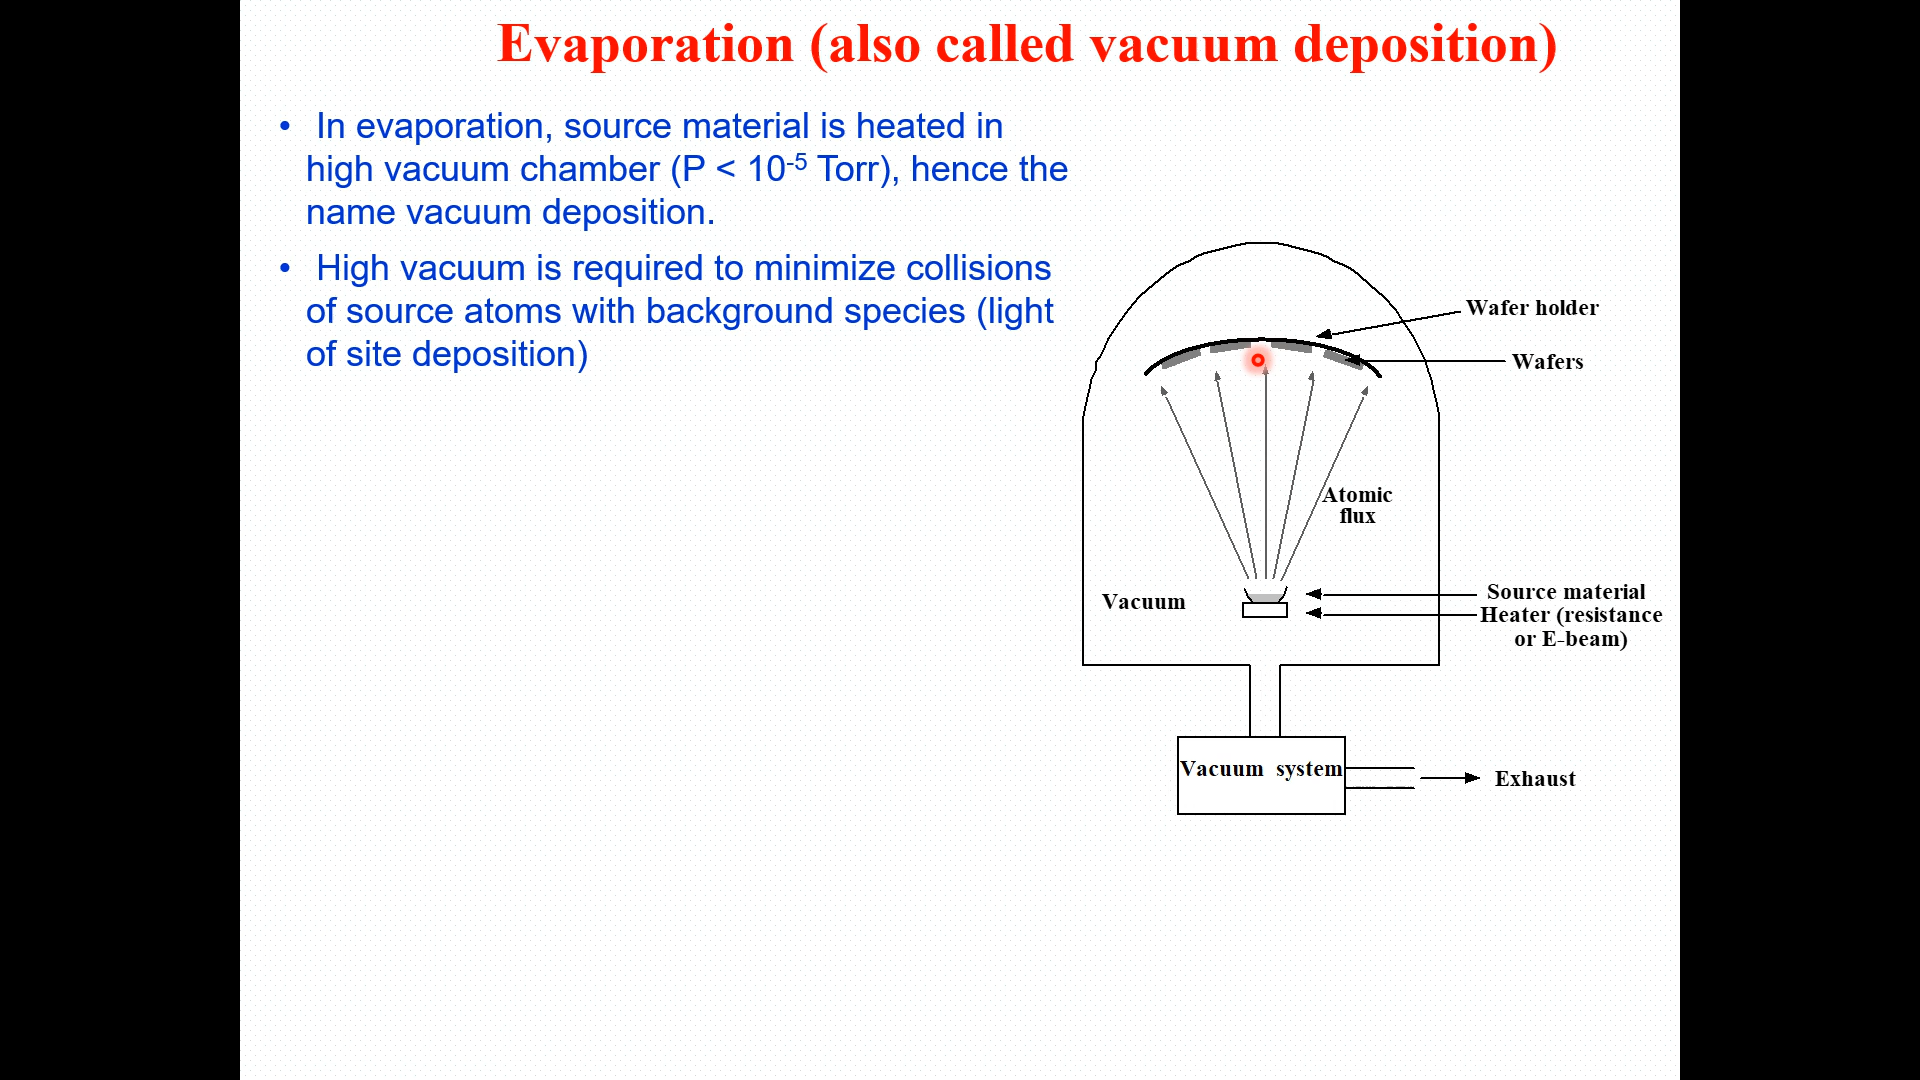 Evaporation (also called vacuum deposition)
• In evaporation, source material is heated in
high vacuum chamber (P < 10⁻⁵ Torr), hence the
name vacuum deposition.
• High vacuum is required to minimize collisions
of source atoms with background species (light
of site deposition)
Wafer holder
Wafers
Atomic
flux
Vacuum
Source material
Heater (resistance
or E-beam)
Vacuum system
Exhaust